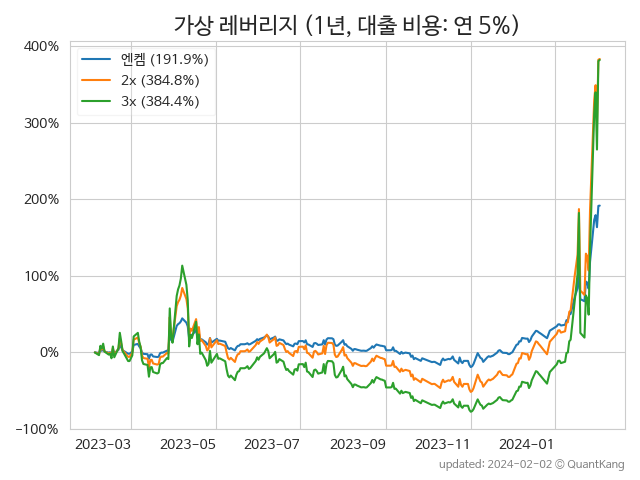 가상 레버리지 (1년, 대출 비용: 연 5%)
400%
300%
200%
100%
0%
−100%
엔켐 (191.9%)
2x (384.8%)
3x (384.4%)
2023-03
2023-05
2023-07
2023-09
2023-11
2024-01
updated: 2024-02-02 © QuantKang